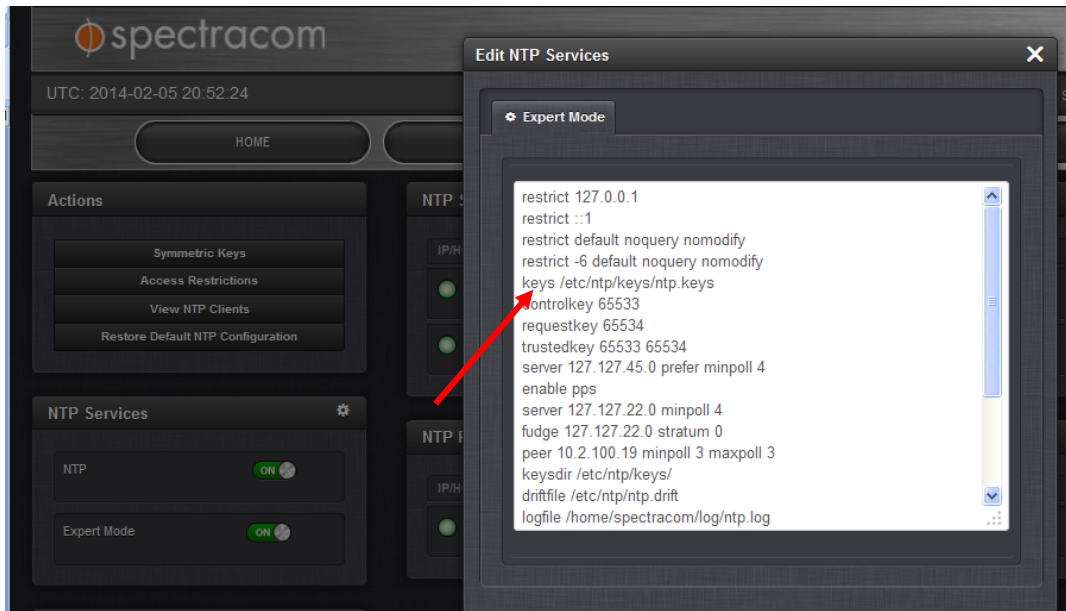 spectracom
Edit NTP Services
UTC: 2014-02-05 20:52:24
Expert Mode
HOME
Actions
NTP
Symmetric Keys
Access Restrictions
View NTP Clients
Restore Default NTP Configuration
IP/H
restrict 127.0.0.1
restrict ::1
restrict default noquery nomodify
restrict -6 default noquery nomodify
keys /etc/ntp/keys/ntp.keys
controlkey 65533
requestkey 65534
trustedkey 65533 65534
server 127.127.45.0 prefer minpoll 4
enable pps
server 127.127.22.0 minpoll 4
fudge 127.127.22.0 stratum 0
peer 10.2.100.19 minpoll 3 maxpoll 3
keysdir /etc/ntp/keys/
driftfile /etc/ntp/ntp.drift
logfile /home/spectracom/log/ntp.log
NTP Services
NTP
ON
Expert Mode
ON
NTP
IP/H